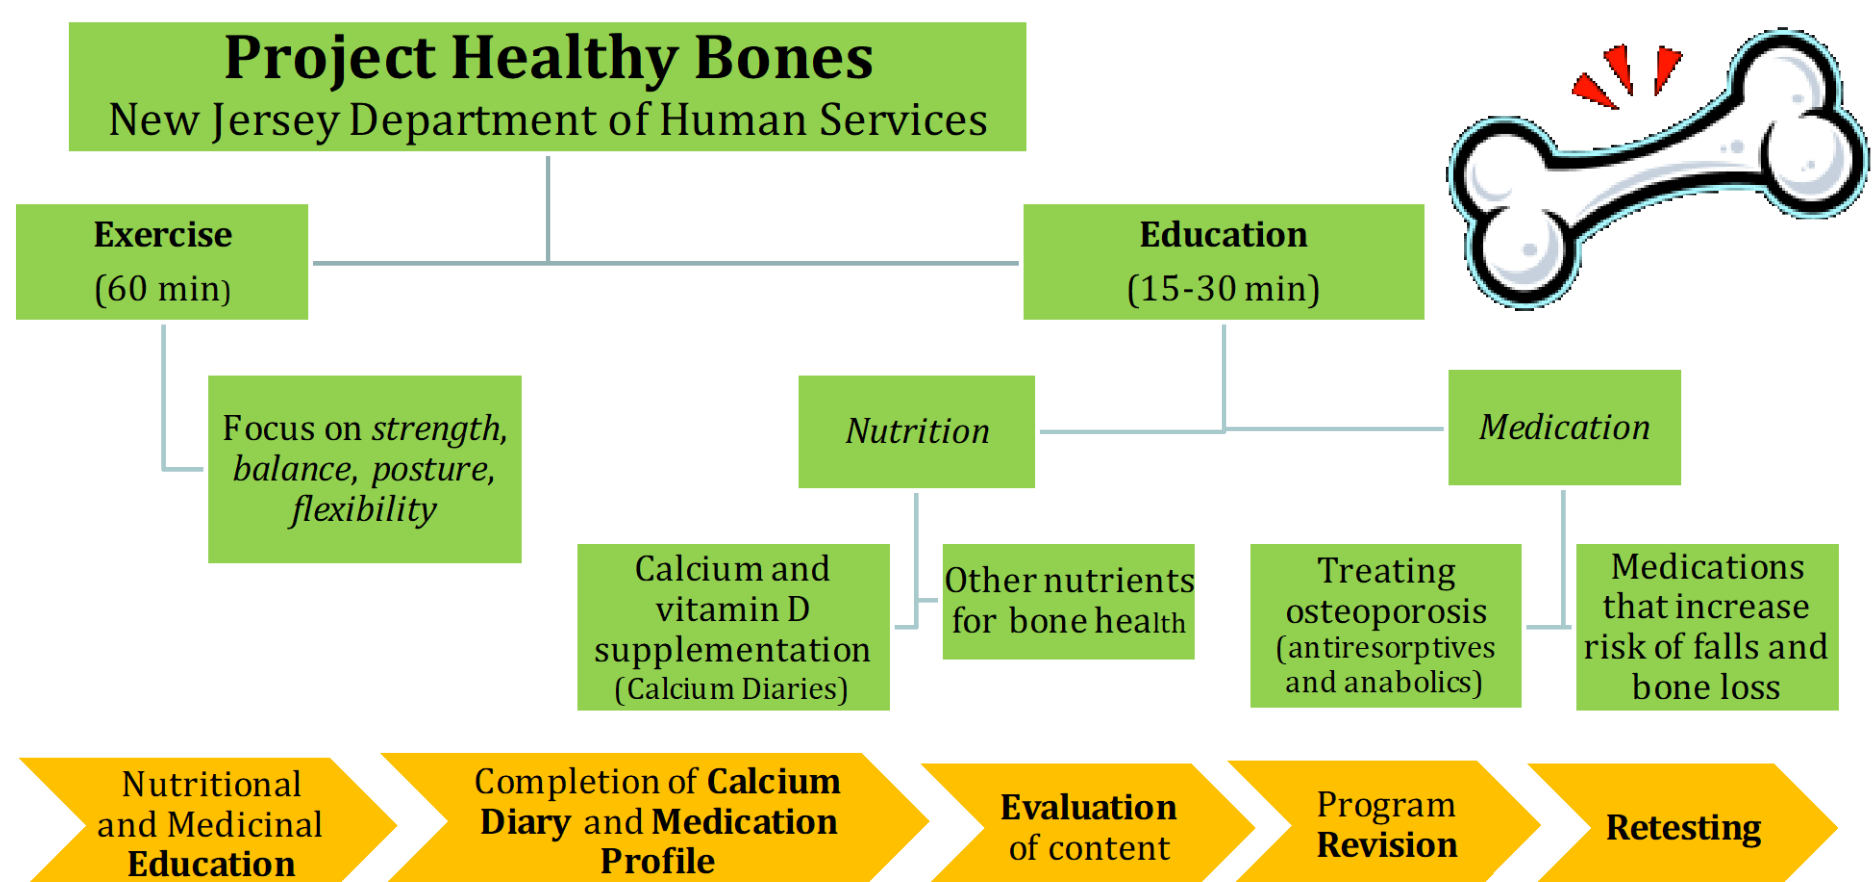 Project Healthy Bones
New Jersey Department of Human Services
Exercise
(60 min)
Education
(15-30 min)
Focus on strength,
balance, posture,
flexibility
Nutrition
Medication
Calcium and
vitamin D
supplementation
(Calcium Diaries)
Other nutrients
for bone health
Treating
osteoporosis
(antiresorptives
and anabolics)
Medications
that increase
risk of falls and
bone loss
Nutritional
and Medicinal
Education
Completion of Calcium
Diary and Medication
Profile
Evaluation
of content
Program
Revision
Retesting